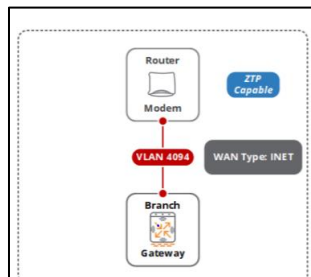 Router
ZTP
Capable
Modem
VLAN 4094
WAN Type: INET
Branch
Gateway